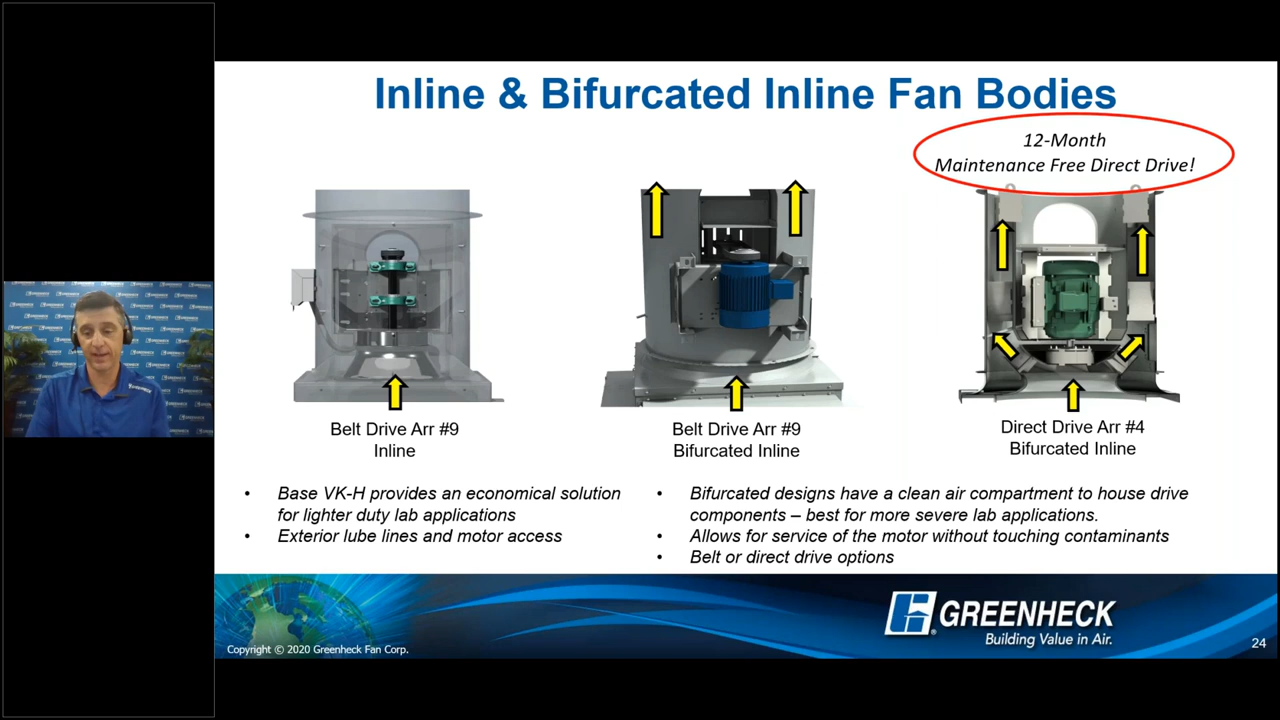 Inline & Bifurcated Inline Fan Bodies
12-Month
Maintenance Free Direct Drive!
Belt Drive Arr #9
Inline
Belt Drive Arr #9
Bifurcated Inline
Direct Drive Arr #4
Bifurcated Inline
• Base VK-H provides an economical solution
for lighter duty lab applications
• Exterior lube lines and motor access
• Bifurcated designs have a clean air compartment to house drive
components – best for more severe lab applications.
• Allows for service of the motor without touching contaminants
• Belt or direct drive options
GREENHECK
Building Value in Air.
Copyright © 2020 Greenheck Fan Corp.
24
GREENHECK